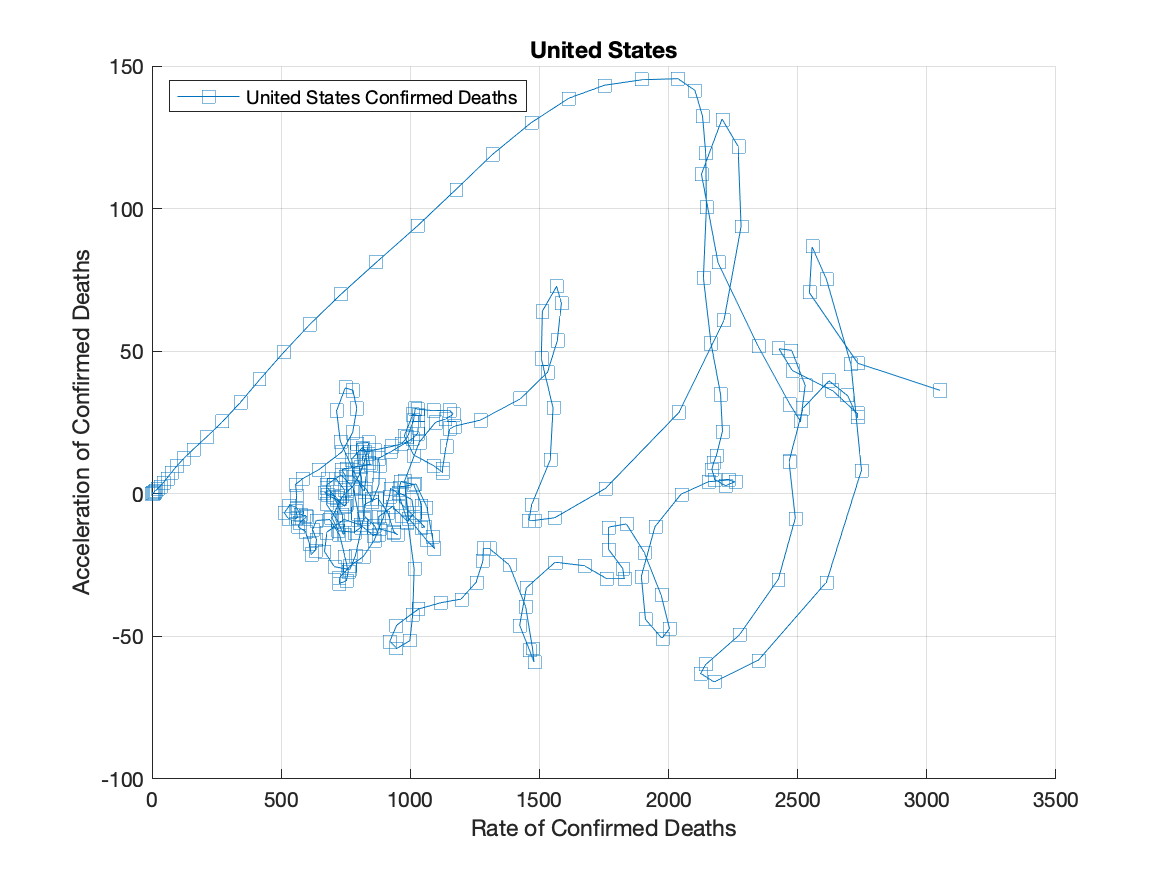 United States
United States Confirmed Deaths
150
100
50
0
-50
-100
Acceleration of Confirmed Deaths
0 500 1000 1500 2000 2500 3000 3500
Rate of Confirmed Deaths